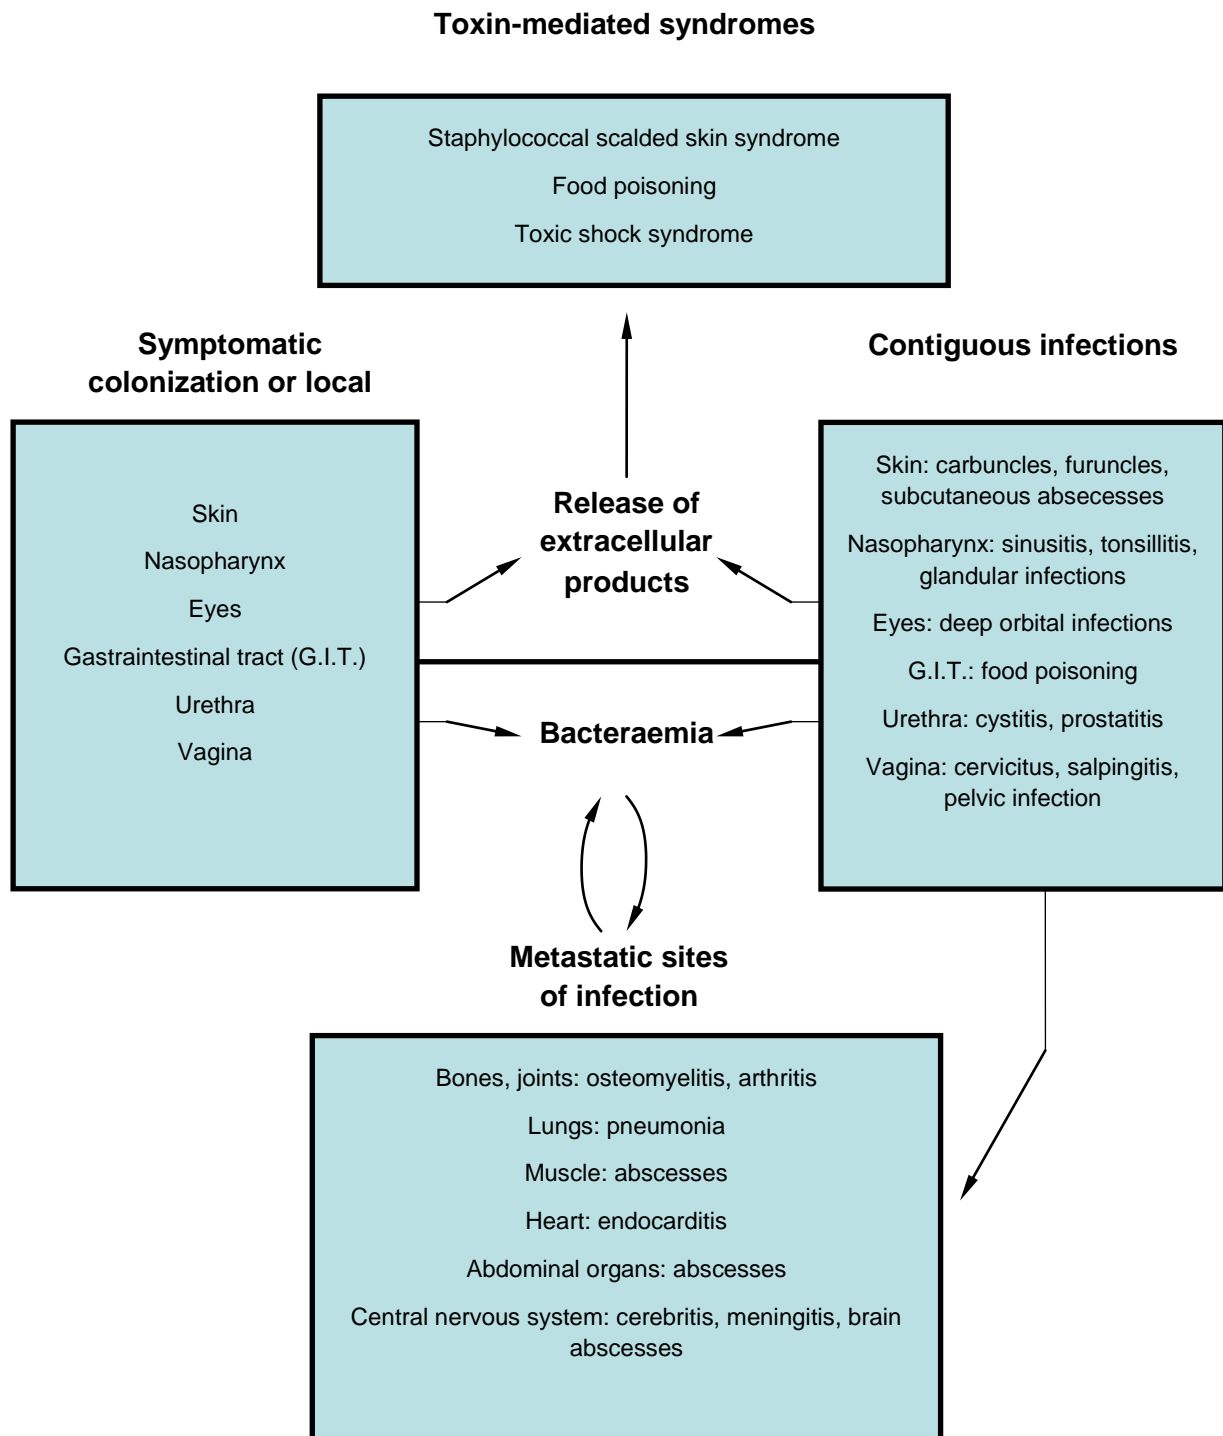 Toxin-mediated syndromes
Staphylococcal scalded skin syndrome
Food poisoning
Toxic shock syndrome
Symptomatic
colonization or local
Skin
Nasopharynx
Eyes
Gastraintestinal tract (G.I.T.)
Urethra
Vagina
Release of
extracellular
products
Bacteraemia
Contiguous infections
Skin: carbuncles, furuncles,
subcutaneous absecesses
Nasopharynx: sinusitis, tonsillitis,
glandular infections
Eyes: deep orbital infections
G.I.T.: food poisoning
Urethra: cystitis, prostatitis
Vagina: cervicitus, salpingitis,
pelvic infection
Metastatic sites
of infection
Bones, joints: osteomyelitis, arthritis
Lungs: pneumonia
Muscle: abscesses
Heart: endocarditis
Abdominal organs: abscesses
Central nervous system: cerebritis, meningitis, brain
abscesses